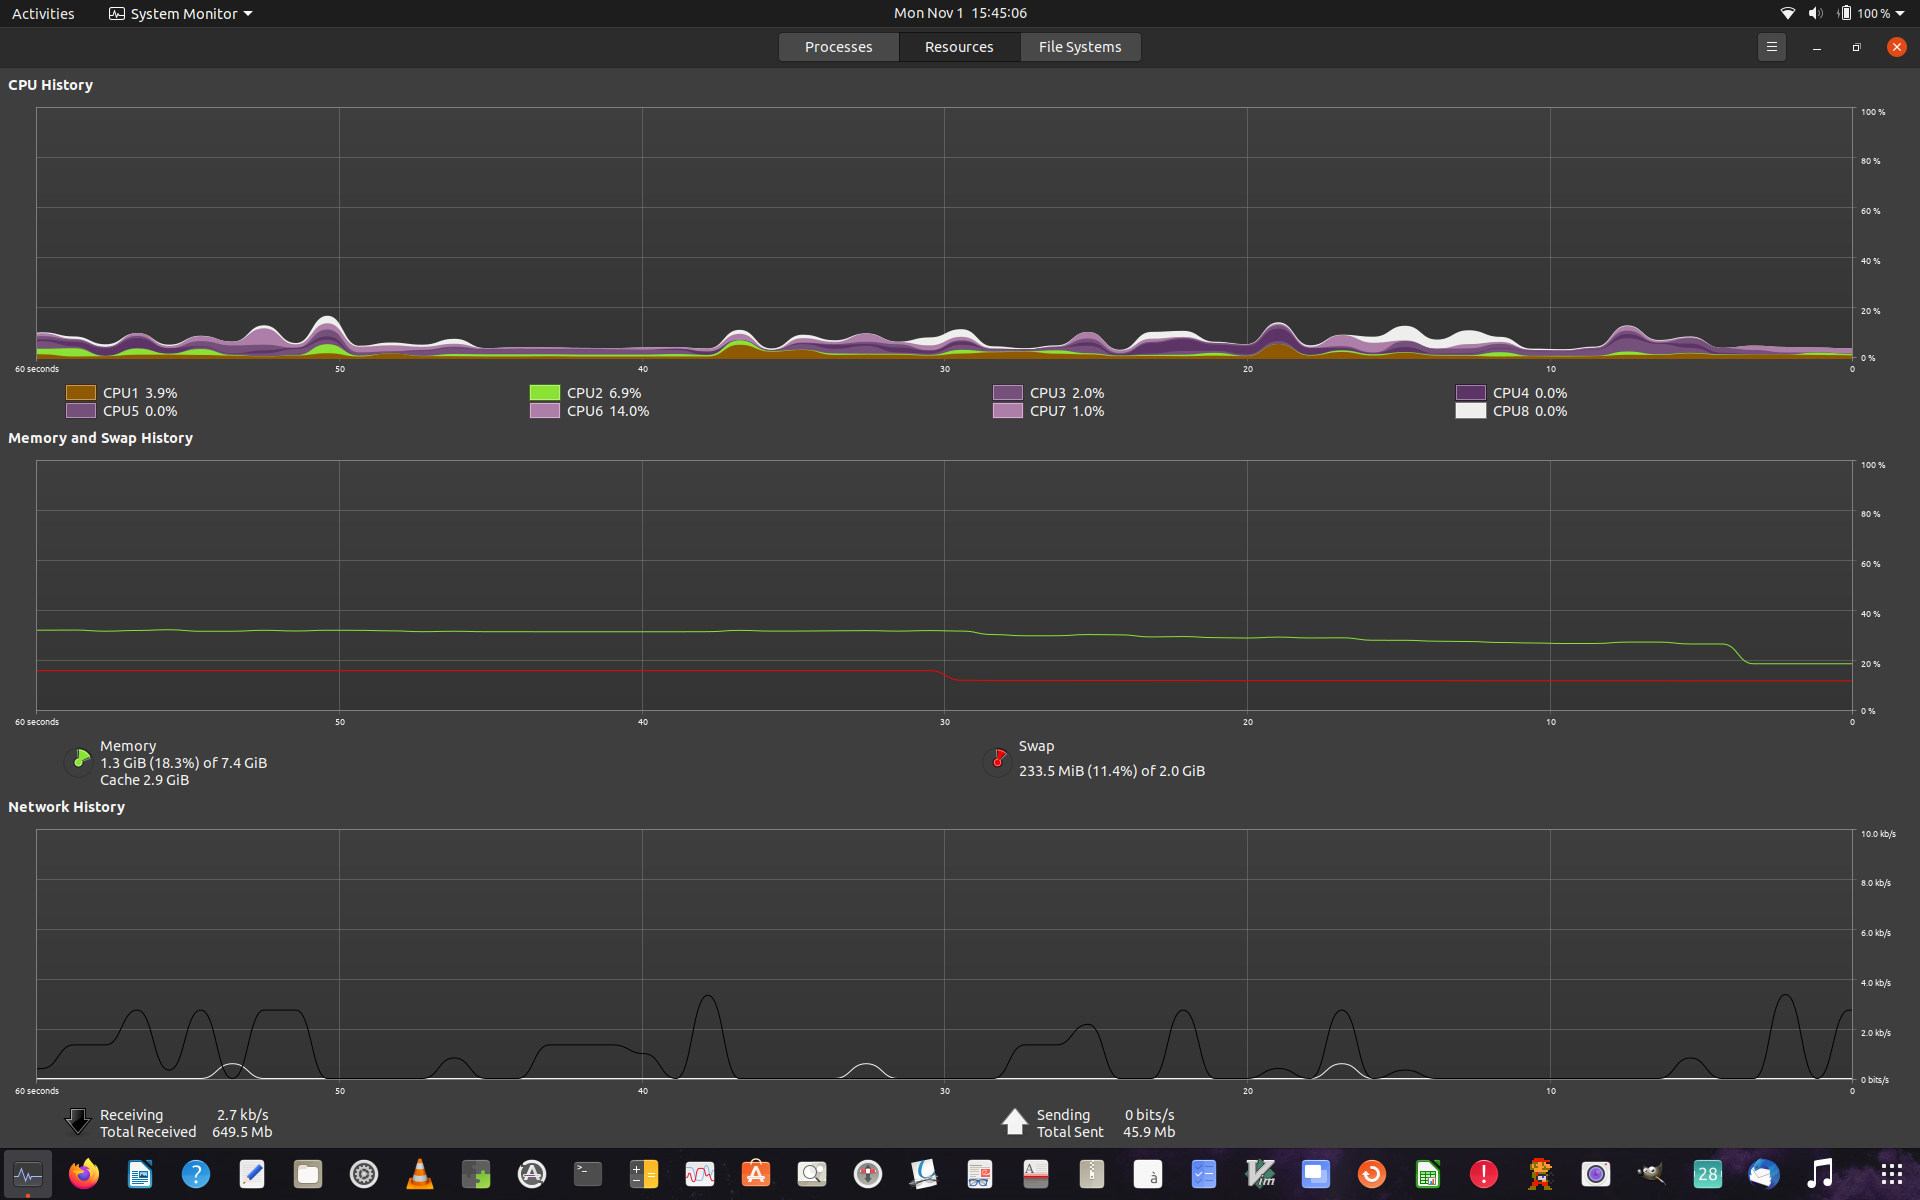 Activities System Monitor Mon Nov 1 15:45:06 100 %
Processes Resources File Systems
CPU History
100 %
80 %
60 %
40 %
20 %
0 %
60 seconds 50 40 30 20 10 0
CPU1 3.9% CPU2 6.9% CPU3 2.0% CPU4 0.0%
CPU5 0.0% CPU6 14.0% CPU7 1.0% CPU8 0.0%
Memory and Swap History
100 %
80 %
60 %
40 %
20 %
0 %
60 seconds 50 40 30 20 10 0
Memory
1.3 GiB (18.3%) of 7.4 GiB
Cache 2.9 GiB
Swap
233.5 MiB (11.4%) of 2.0 GiB
Network History
10.0 kb/s
8.0 kb/s
6.0 kb/s
4.0 kb/s
2.0 kb/s
0 bits/s
60 seconds 50 40 30 20 10 0
Receiving 2.7 kb/s
Total Received 649.5 Mb
Sending 0 bits/s
Total Sent 45.9 Mb
28